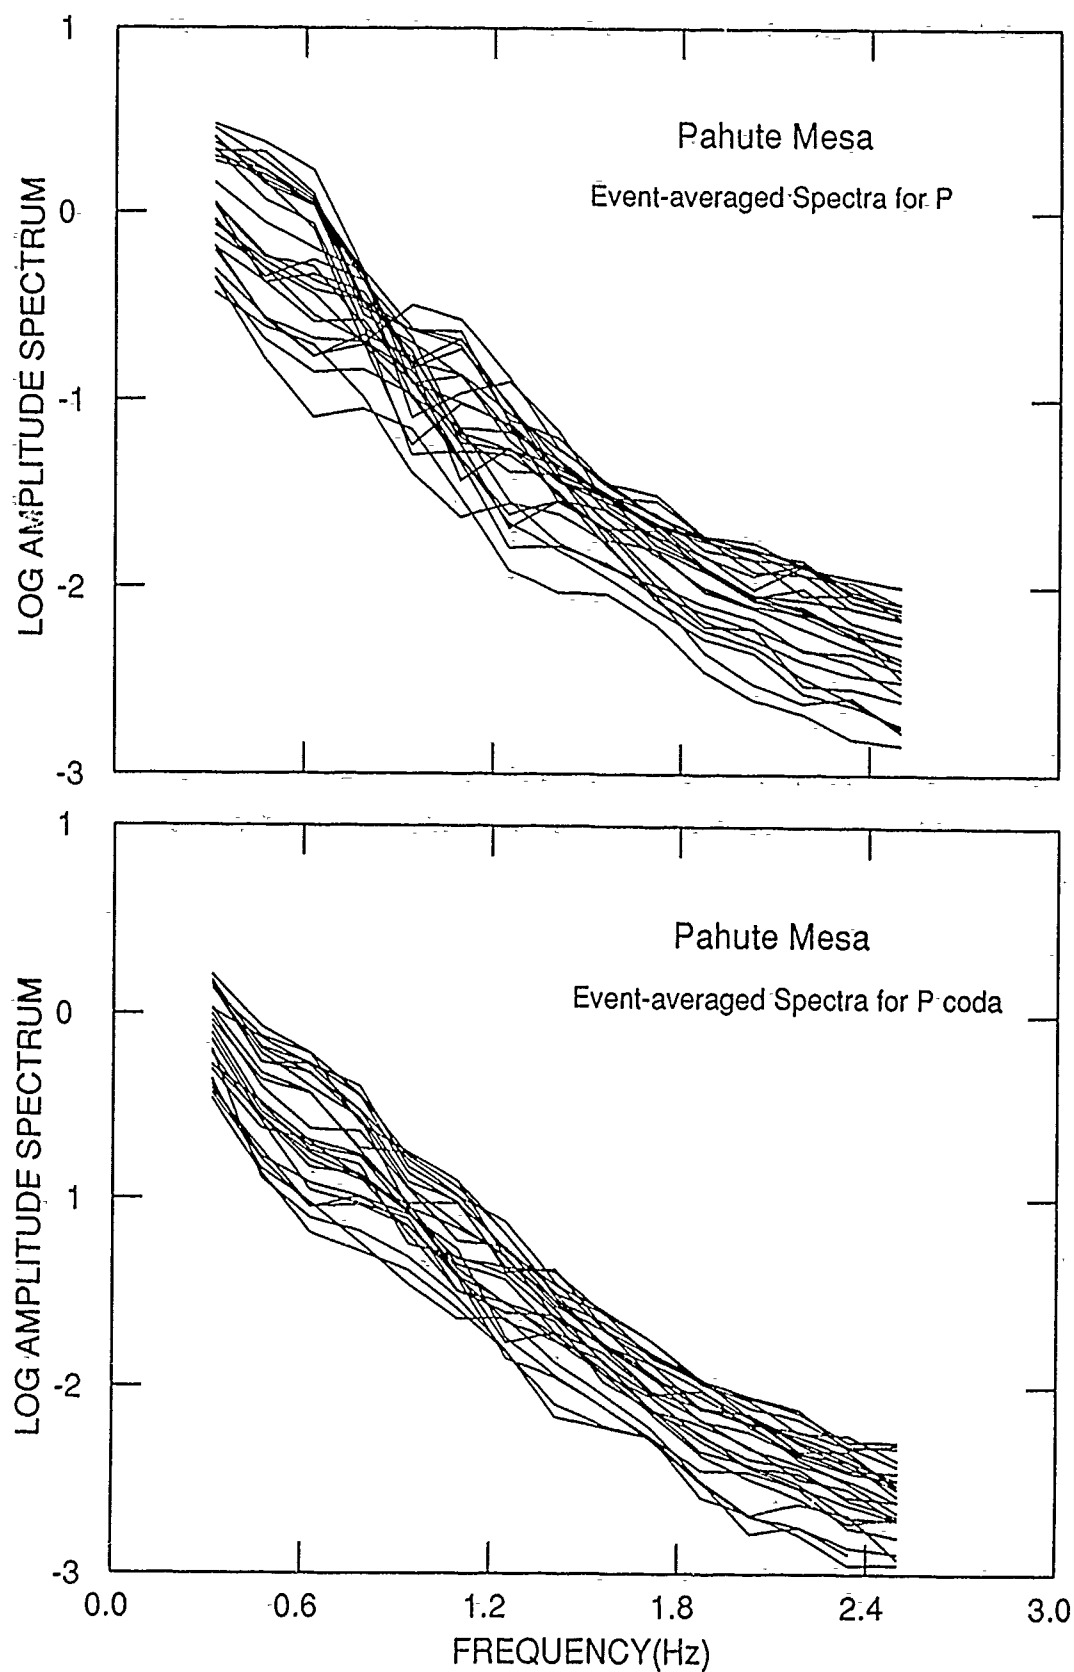 1
Pahute Mesa
Event-averaged Spectra for P
0
-1
-2
-3
LOG AMPLITUDE SPECTRUM
1
Pahute Mesa
Event-averaged Spectra for P coda
0
1
-2
-3
LOG AMPLITUDE SPECTRUM
0.0 0.6 1.2 1.8 2.4 3.0
FREQUENCY(Hz)